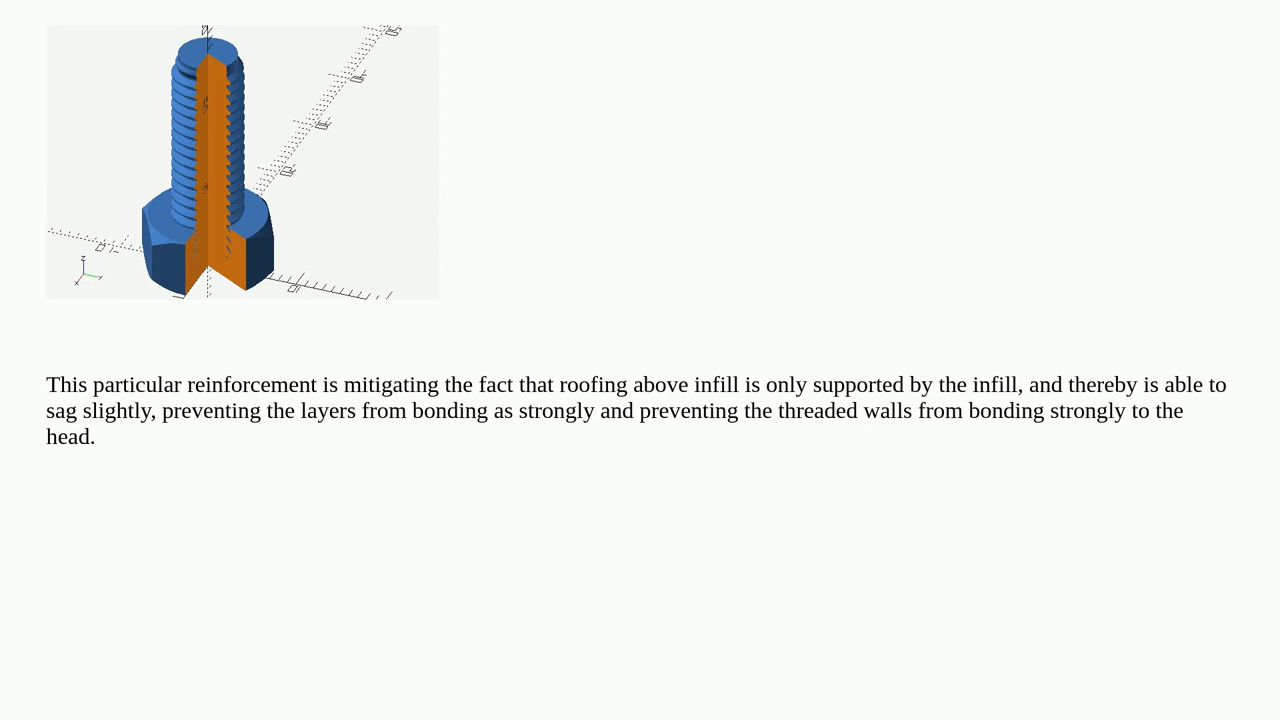 This particular reinforcement is mitigating the fact that roofing above infill is only supported by the infill, and thereby is able to
sag slightly, preventing the layers from bonding as strongly and preventing the threaded walls from bonding strongly to the
head.